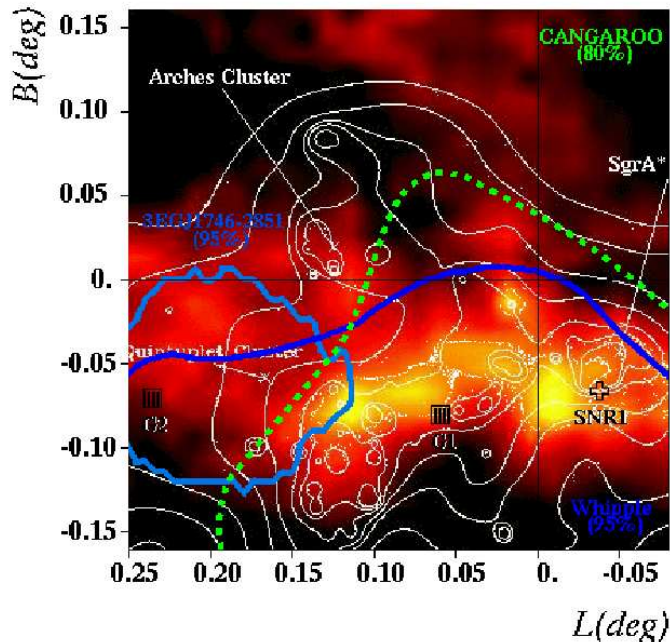 B(deg)
0.15
0.10
0.05
0.
-0.05
-0.10
-0.15
CANGAROO
(80%)
Arches Cluster
SgrA*
3EGJ1746-2851
(95%)
Quintuplet Cluster
G2
G1
SNR1
Whipple
(95%)
0.25 0.20 0.15 0.10 0.05 0. -0.05
L(deg)